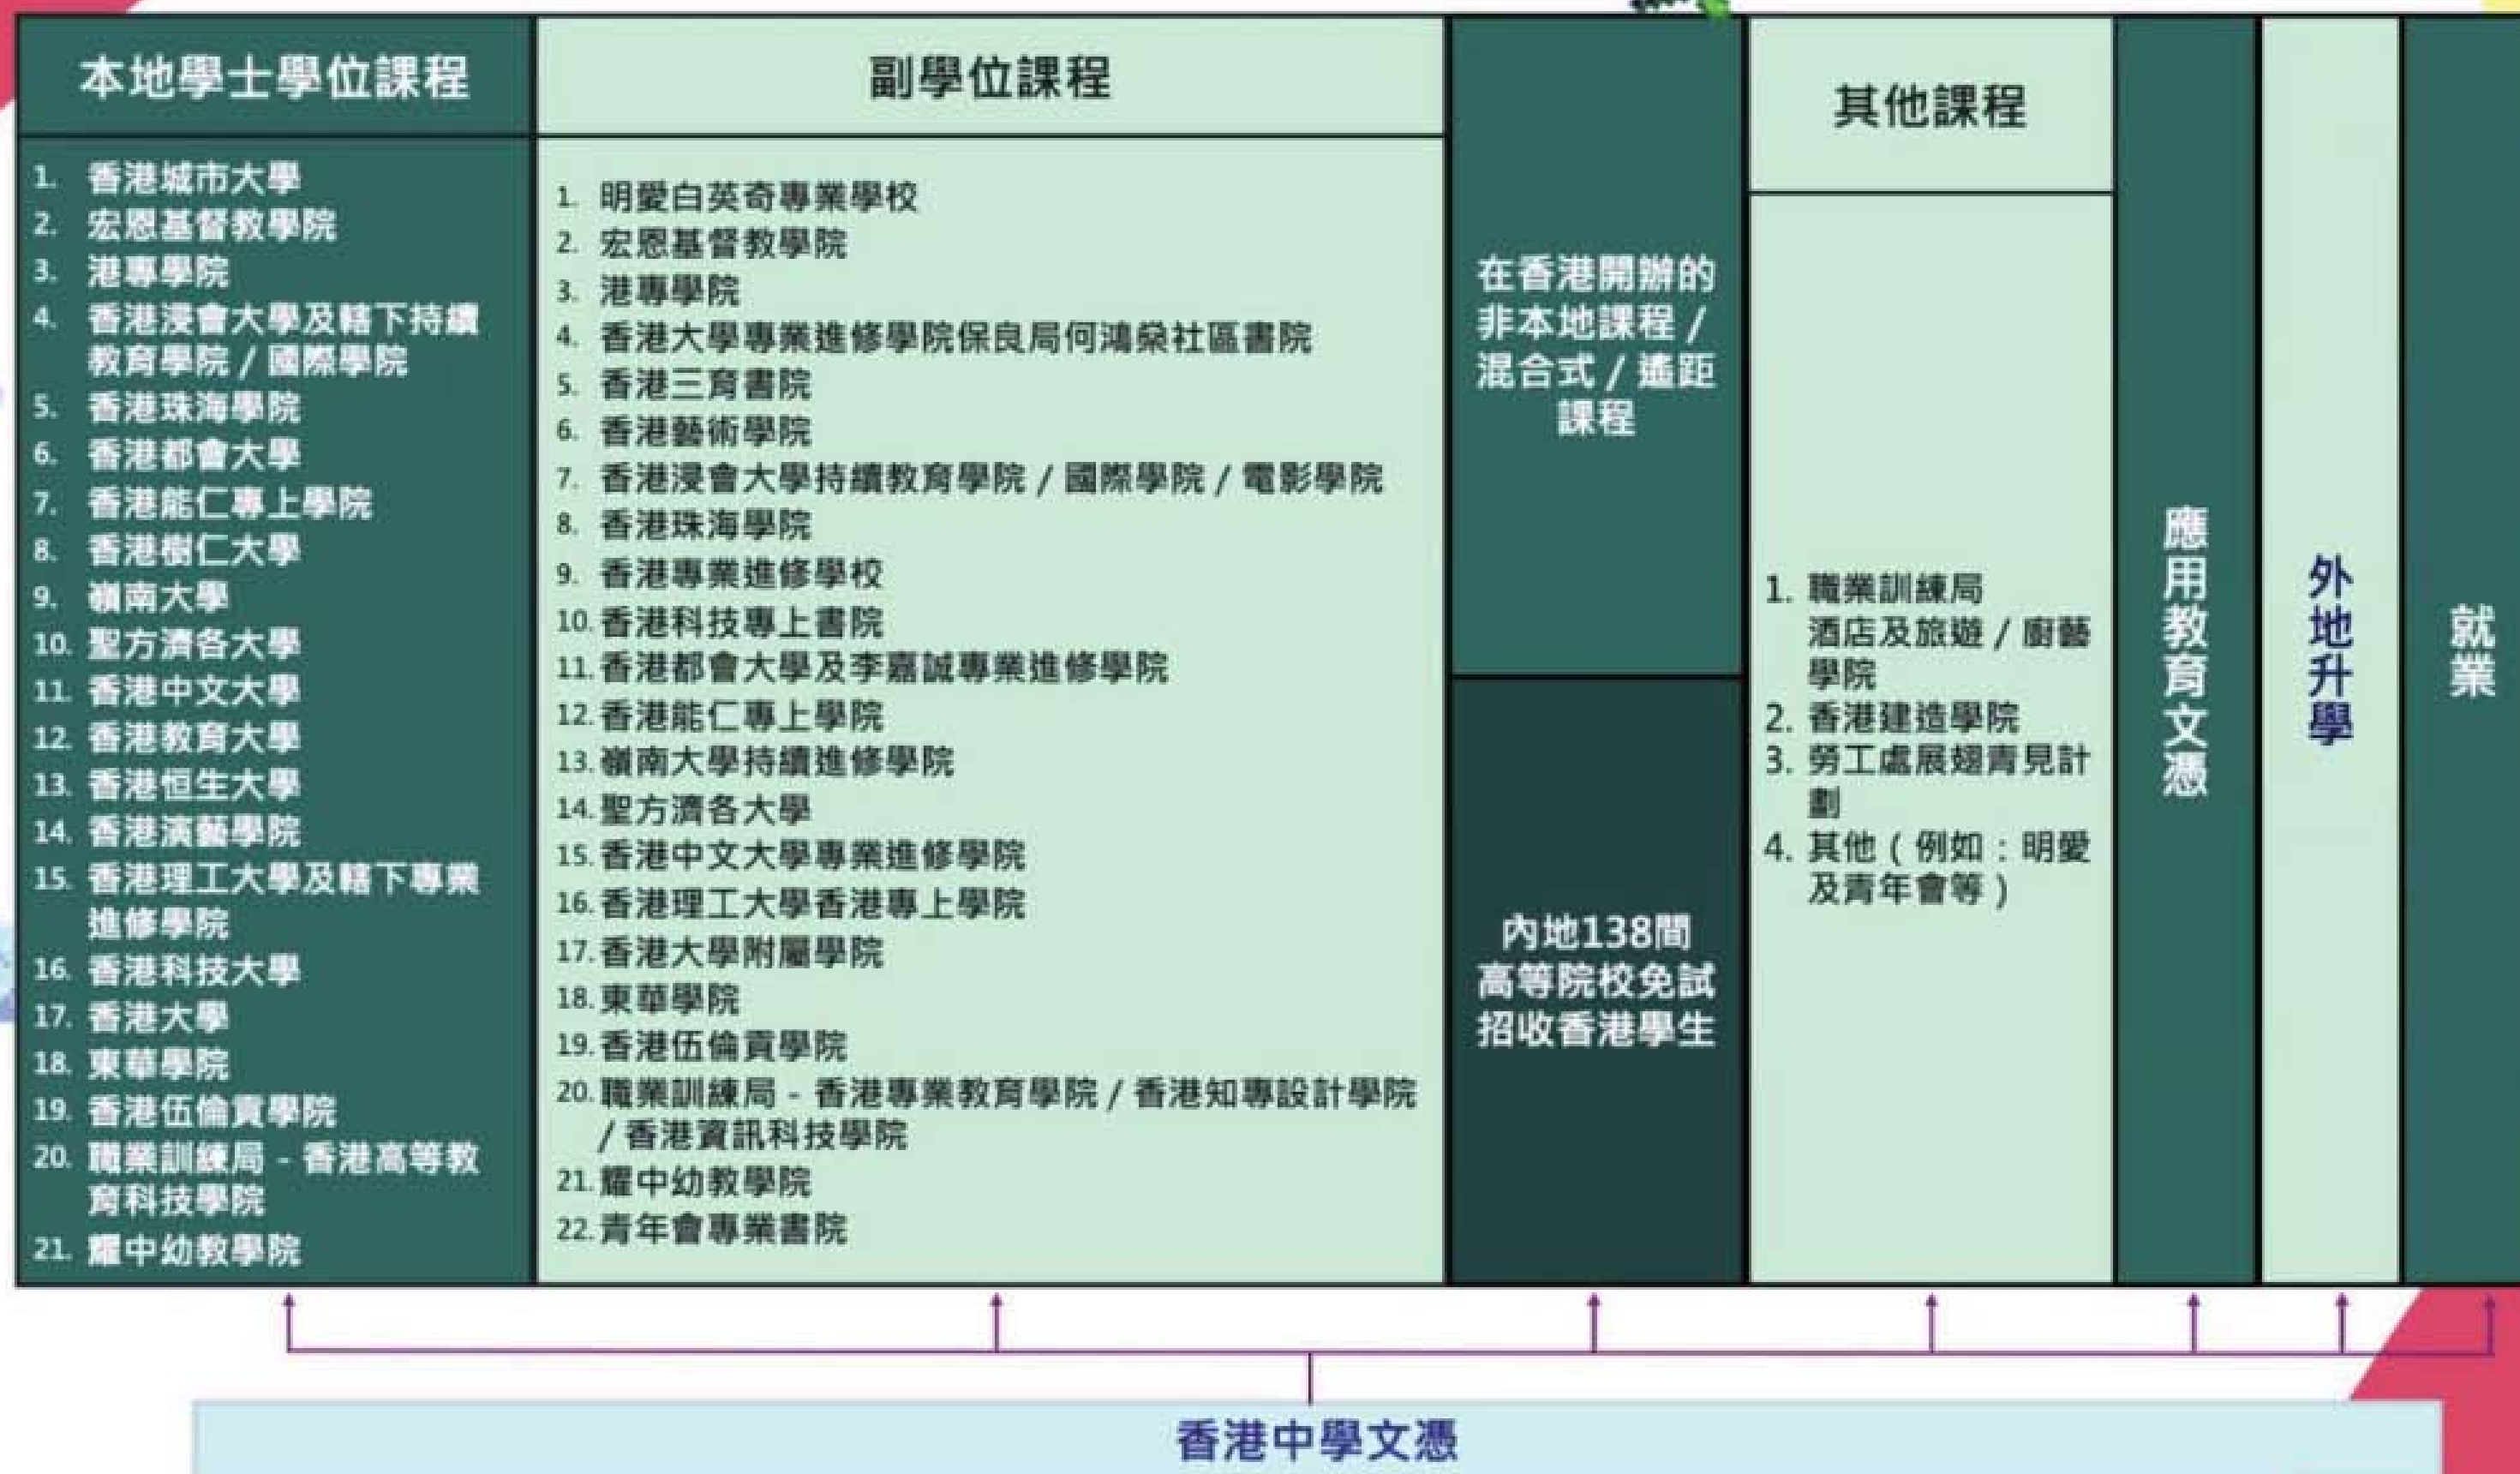 本地學士學位課程
1. 香港城市大學
2. 宏恩基督教學院
3. 港專學院
4. 香港浸會大學及轄下持續
教育學院 / 國際學院
5. 香港珠海學院
6. 香港都會大學
7. 香港能仁專上學院
8. 香港樹仁大學
9. 嶺南大學
10. 聖方濟各大學
11. 香港中文大學
12. 香港教育大學
13. 香港恒生大學
14. 香港演藝學院
15. 香港理工大學及轄下專業
進修學院
16. 香港科技大學
17. 香港大學
18. 東華學院
19. 香港伍倫貢學院
20. 職業訓練局 - 香港高等教
育科技學院
21. 耀中幼教學院
副學位課程
1. 明愛白英奇專業學校
2. 宏恩基督教學院
3. 港專學院
4. 香港大學專業進修學院保良局何鴻燊社區書院
5. 香港三育書院
6. 香港藝術學院
7. 香港浸會大學持續教育學院 / 國際學院 / 電影學院
8. 香港珠海學院
9. 香港專業進修學校
10. 香港科技專上書院
11. 香港都會大學及李嘉誠專業進修學院
12. 香港能仁專上學院
13. 嶺南大學持續進修學院
14. 聖方濟各大學
15. 香港中文大學專業進修學院
16. 香港理工大學香港專上學院
17. 香港大學附屬學院
18. 東華學院
19. 香港伍倫貢學院
20. 職業訓練局 - 香港專業教育學院 / 香港知專設計學院
/ 香港資訊科技學院
21. 耀中幼教學院
22. 青年會專業書院
在香港開辦的
非本地課程 /
混合式 / 遙距
課程
內地138間
高等院校免試
招收香港學生
其他課程
1. 職業訓練局
酒店及旅遊 / 廚藝
學院
2. 香港建造學院
3. 勞工處展翅青見計
劃
4. 其他 ( 例如 : 明愛
及青年會等 )
應用教育文憑
外地升學
就業
香港中學文憑